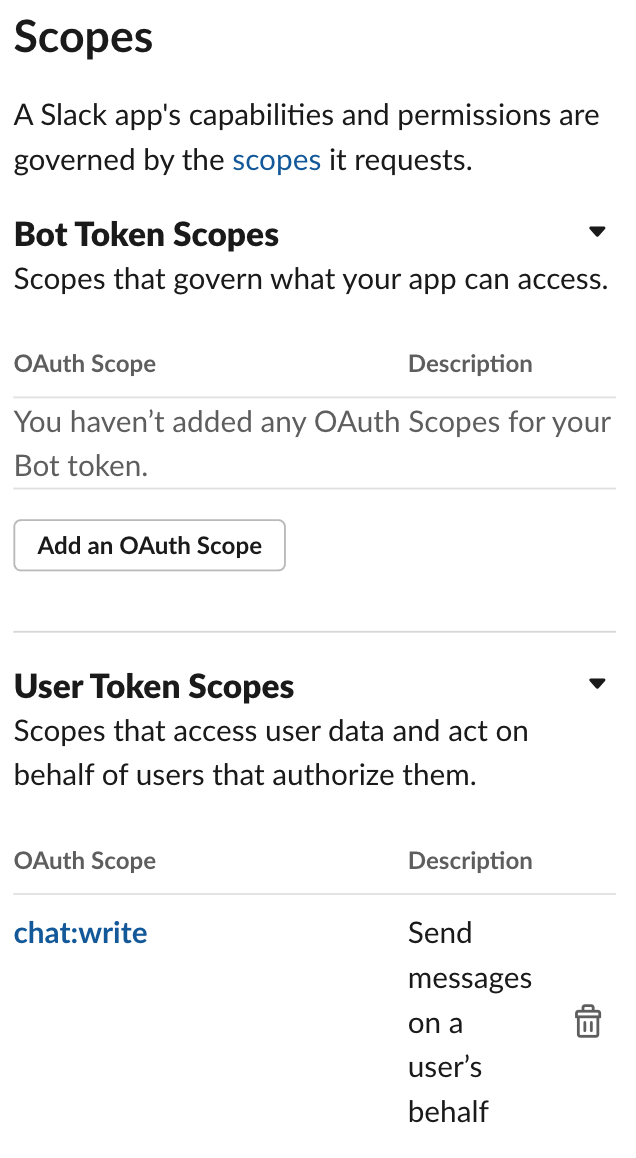 Scopes
A Slack app's capabilities and permissions are
governed by the scopes it requests.
Bot Token Scopes
Scopes that govern what your app can access.
OAuth Scope Description
You haven’t added any OAuth Scopes for your
Bot token.
Add an OAuth Scope
User Token Scopes
Scopes that access user data and act on
behalf of users that authorize them.
OAuth Scope Description
chat:write Send
messages
on a
user’s
behalf